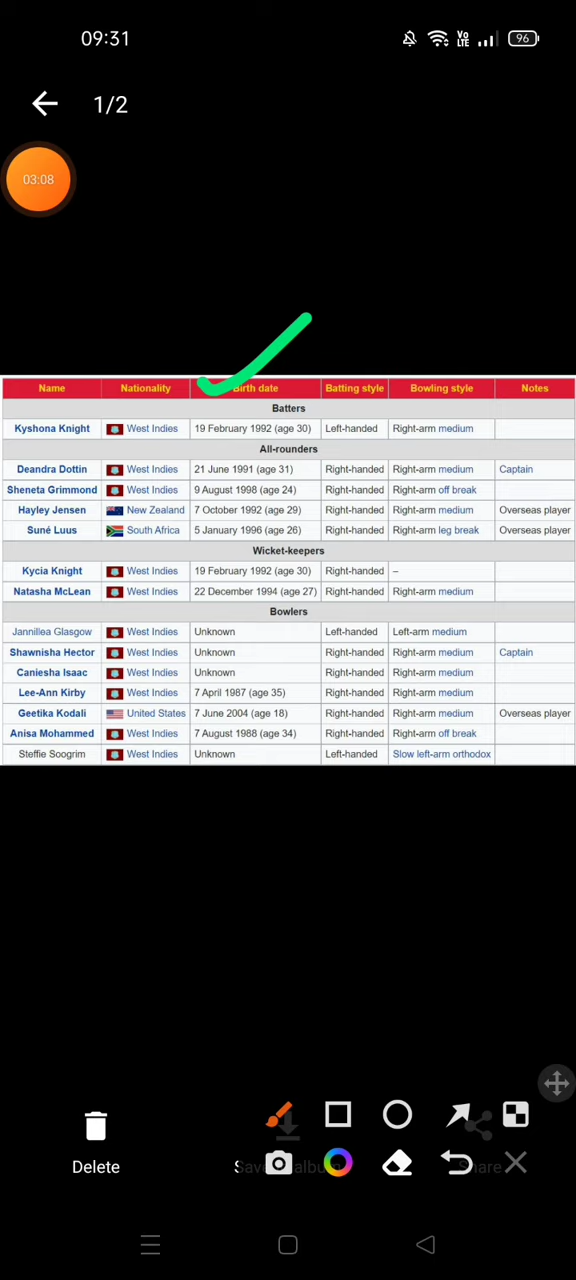 09:31 Vo LTE 96
1/2
03:08
Name Nationality Birth date Batting style Bowling style Notes
Batters
Kyshona Knight West Indies 19 February 1992 (age 30) Left-handed Right-arm medium
All-rounders
Deandra Dottin West Indies 21 June 1991 (age 31) Right-handed Right-arm medium Captain
Sheneta Grimmond West Indies 9 August 1998 (age 24) Right-handed Right-arm off break
Hayley Jensen New Zealand 7 October 1992 (age 29) Right-handed Right-arm medium Overseas player
Suné Luus South Africa 5 January 1996 (age 26) Right-handed Right-arm leg break Overseas player
Wicket-keepers
Kycia Knight West Indies 19 February 1992 (age 30) Right-handed –
Natasha McLean West Indies 22 December 1994 (age 27) Right-handed Right-arm medium
Bowlers
Jannillea Glasgow West Indies Unknown Left-handed Left-arm medium
Shawnisha Hector West Indies Unknown Right-handed Right-arm medium Captain
Caniesha Isaac West Indies Unknown Right-handed Right-arm medium
Lee-Ann Kirby West Indies 7 April 1987 (age 35) Right-handed Right-arm medium
Geetika Kodali United States 7 June 2004 (age 18) Right-handed Right-arm medium Overseas player
Anisa Mohammed West Indies 7 August 1988 (age 34) Right-handed Right-arm off break
Steffie Soogrim West Indies Unknown Left-handed Slow left-arm orthodox
Delete Share